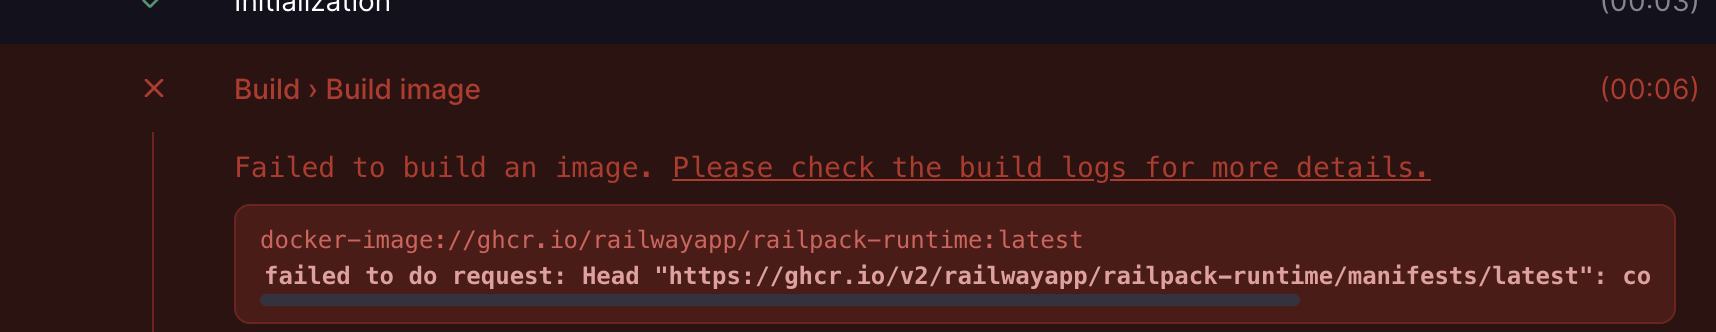 Initialization (00:03)
Build › Build image (00:06)
Failed to build an image. Please check the build logs for more details.
docker-image://ghcr.io/railwayapp/railpack-runtime:latest
failed to do request: Head "https://ghcr.io/v2/railwayapp/railpack-runtime/manifests/latest": co